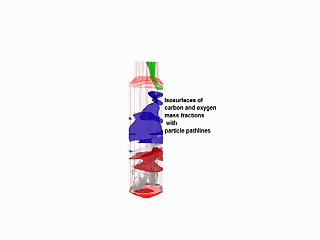 Isosurfaces of
carbon and oxygen
mass fractions
with
particle pathlines